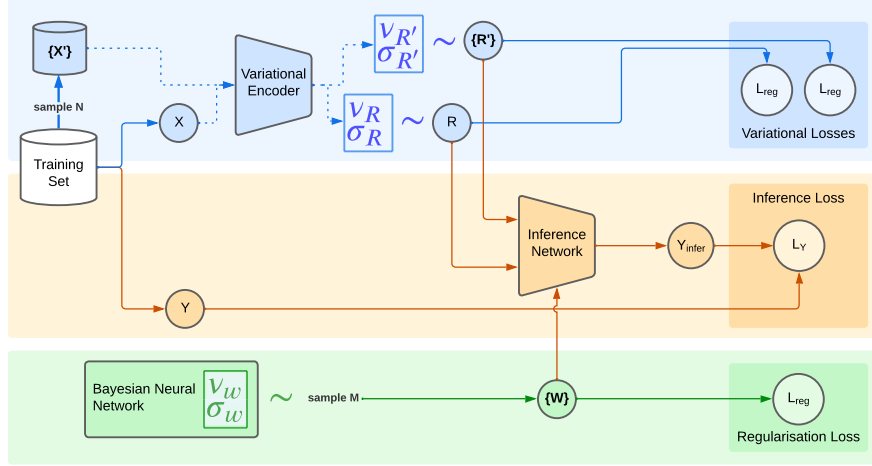 {X'}
sample N
Training
Set
X
Variational
Encoder
ν_R'
σ_R'
~
{R'}
ν_R
σ_R
~
R
L_reg
L_reg
Variational Losses
Inference
Network
Y_infer
Inference Loss
L_Y
Y
Bayesian Neural
Network
ν_w
σ_w
~
sample M
{W}
L_reg
Regularisation Loss